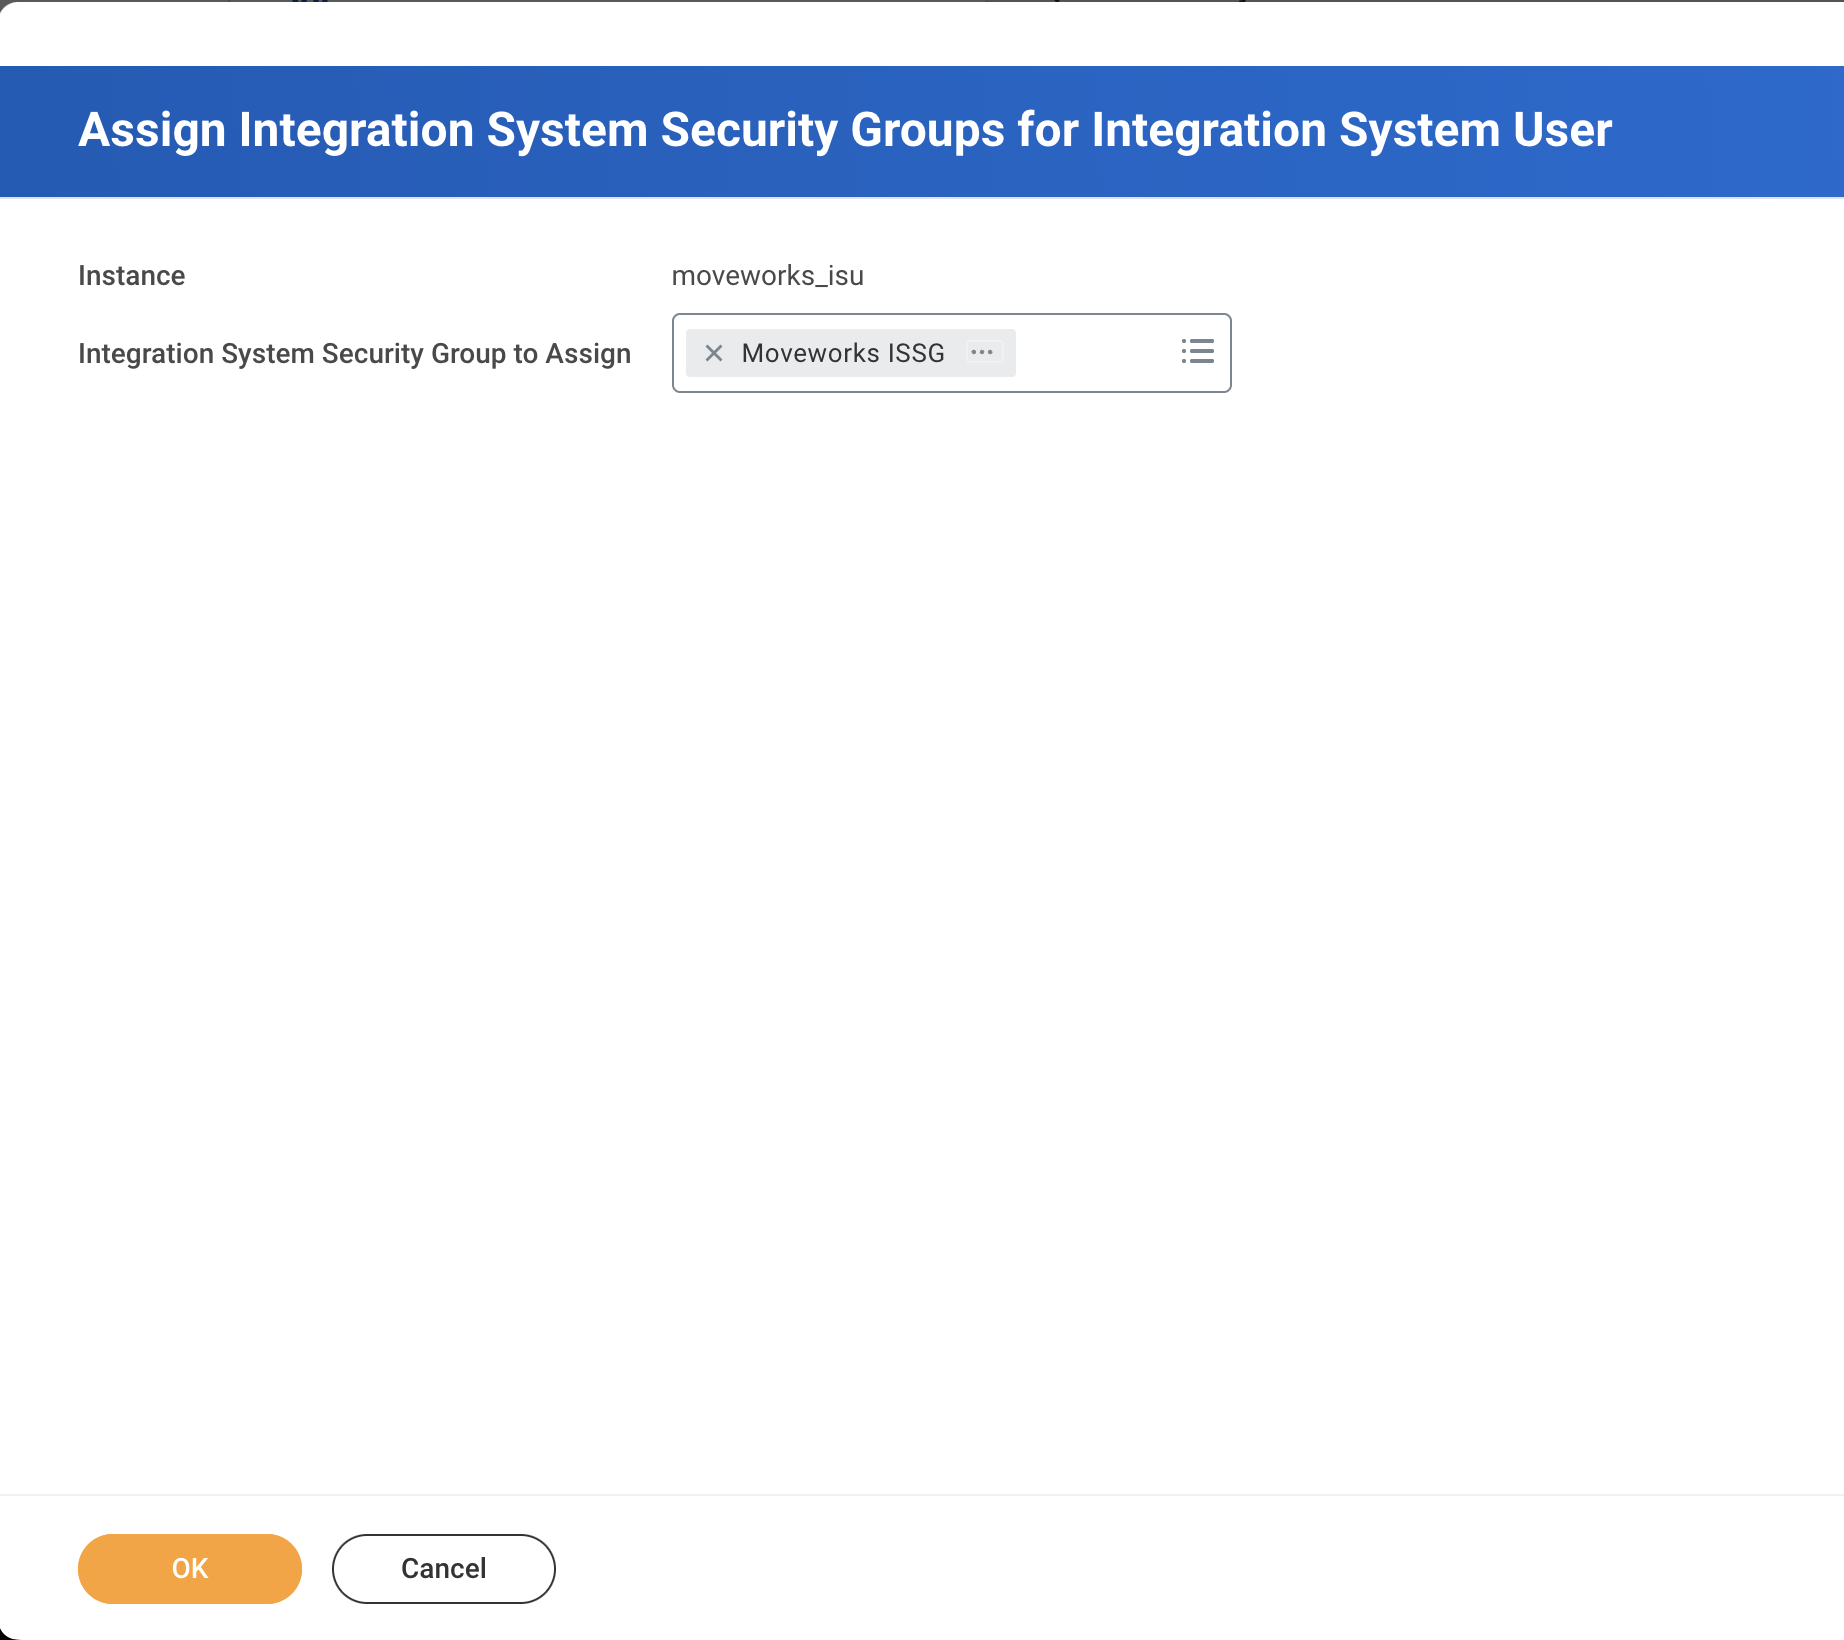 Assign Integration System Security Groups for Integration System User
Instance moveworks_isu
Integration System Security Group to Assign Moveworks ISSG
OK Cancel